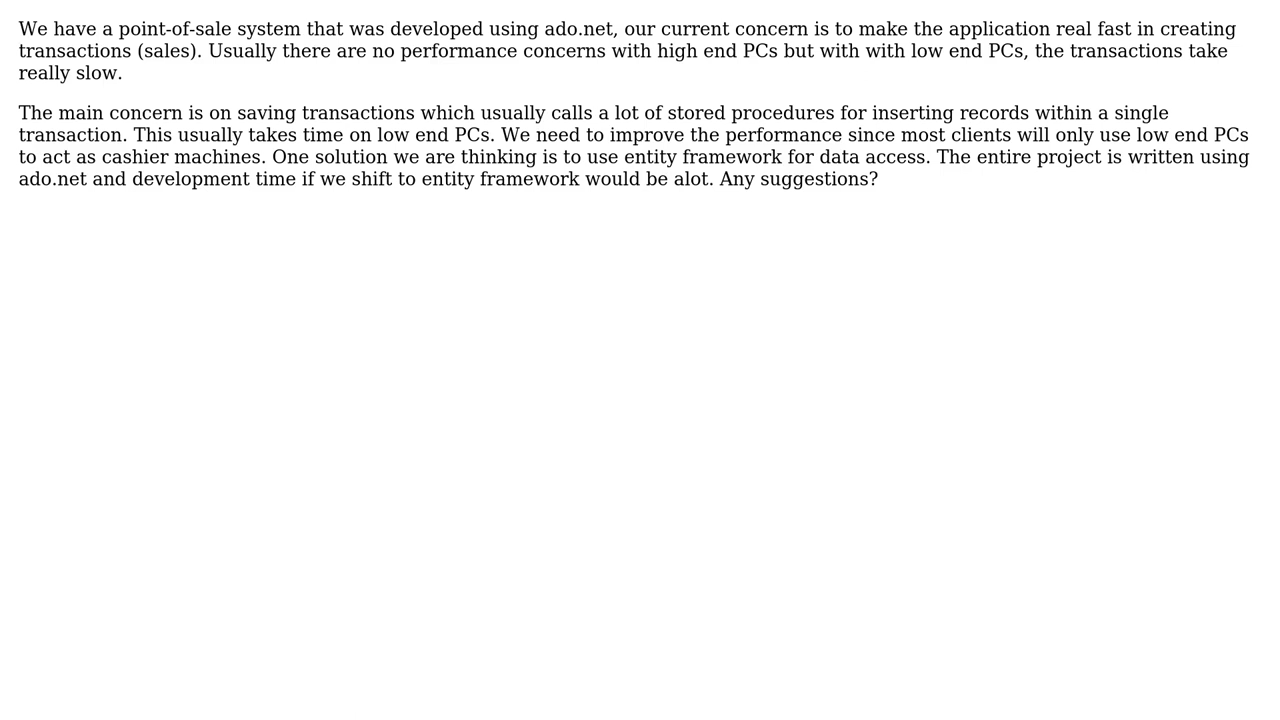 We have a point-of-sale system that was developed using ado.net, our current concern is to make the application real fast in creating
transactions (sales). Usually there are no performance concerns with high end PCs but with with low end PCs, the transactions take
really slow.
The main concern is on saving transactions which usually calls a lot of stored procedures for inserting records within a single
transaction. This usually takes time on low end PCs. We need to improve the performance since most clients will only use low end PCs
to act as cashier machines. One solution we are thinking is to use entity framework for data access. The entire project is written using
ado.net and development time if we shift to entity framework would be alot. Any suggestions?